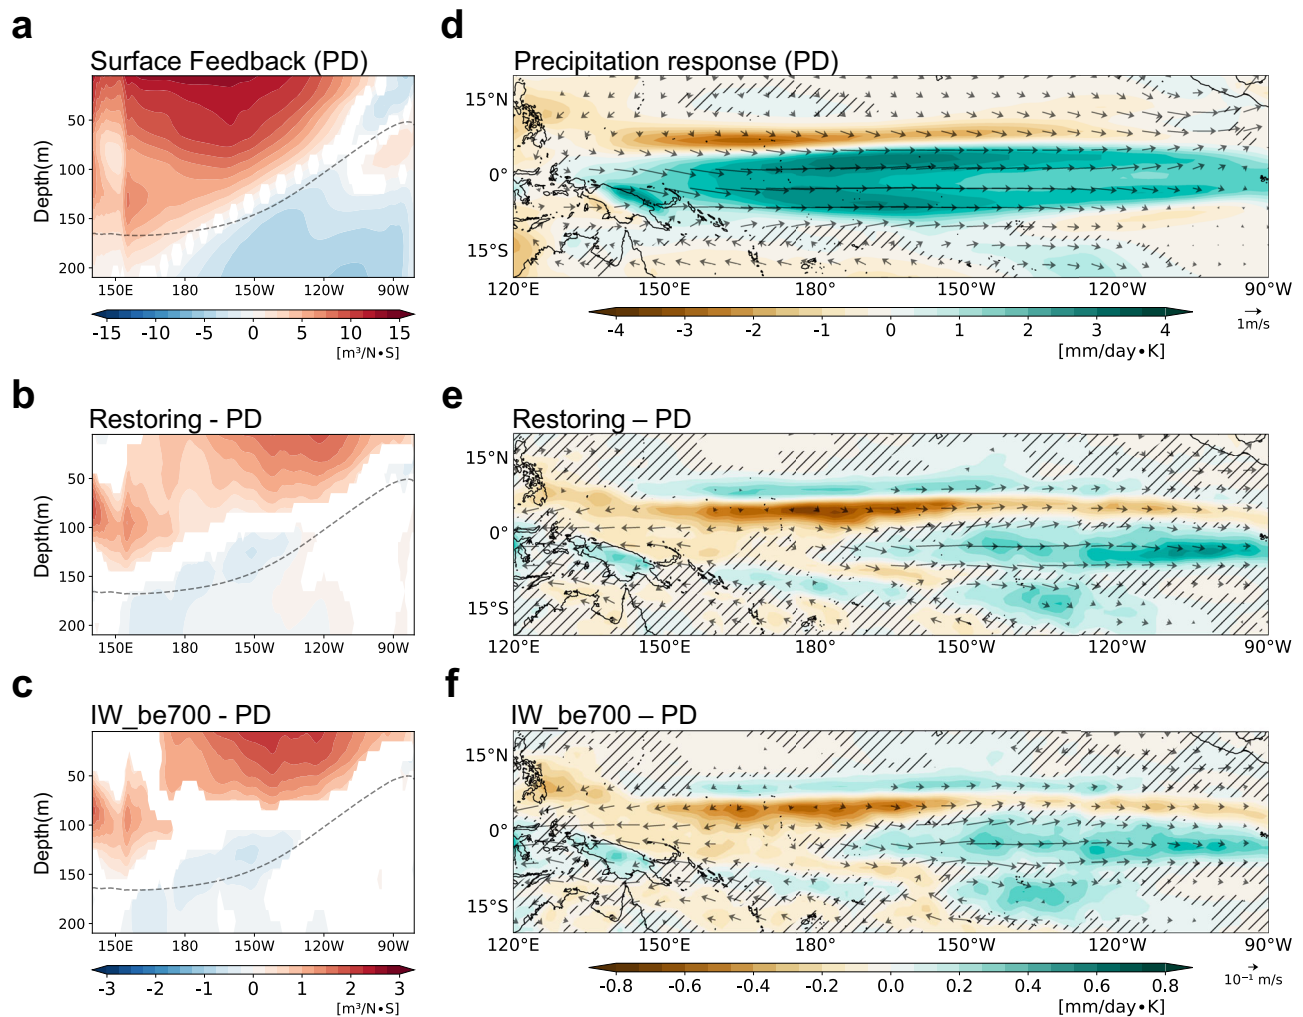 a
Surface Feedback (PD)
Depth(m)
50
100
150
200
150E 180 150W 120W 90W
-15 -10 -5 0 5 10 15
[m³/N•S]
d
Precipitation response (PD)
15°N
0°
15°S
120°E 150°E 180° 150°W 120°W 90°W
-4 -3 -2 -1 0 1 2 3 4
[mm/day•K]
1m/s
b
Restoring - PD
Depth(m)
50
100
150
200
150E 180 150W 120W 90W
e
Restoring – PD
15°N
0°
15°S
120°E 150°E 180° 150°W 120°W 90°W
c
IW_be700 - PD
Depth(m)
50
100
150
200
150E 180 150W 120W 90W
-3 -2 -1 0 1 2 3
[m³/N•S]
f
IW_be700 – PD
15°N
0°
15°S
120°E 150°E 180° 150°W 120°W 90°W
-0.8 -0.6 -0.4 -0.2 0.0 0.2 0.4 0.6 0.8
[mm/day•K]
10⁻¹ m/s